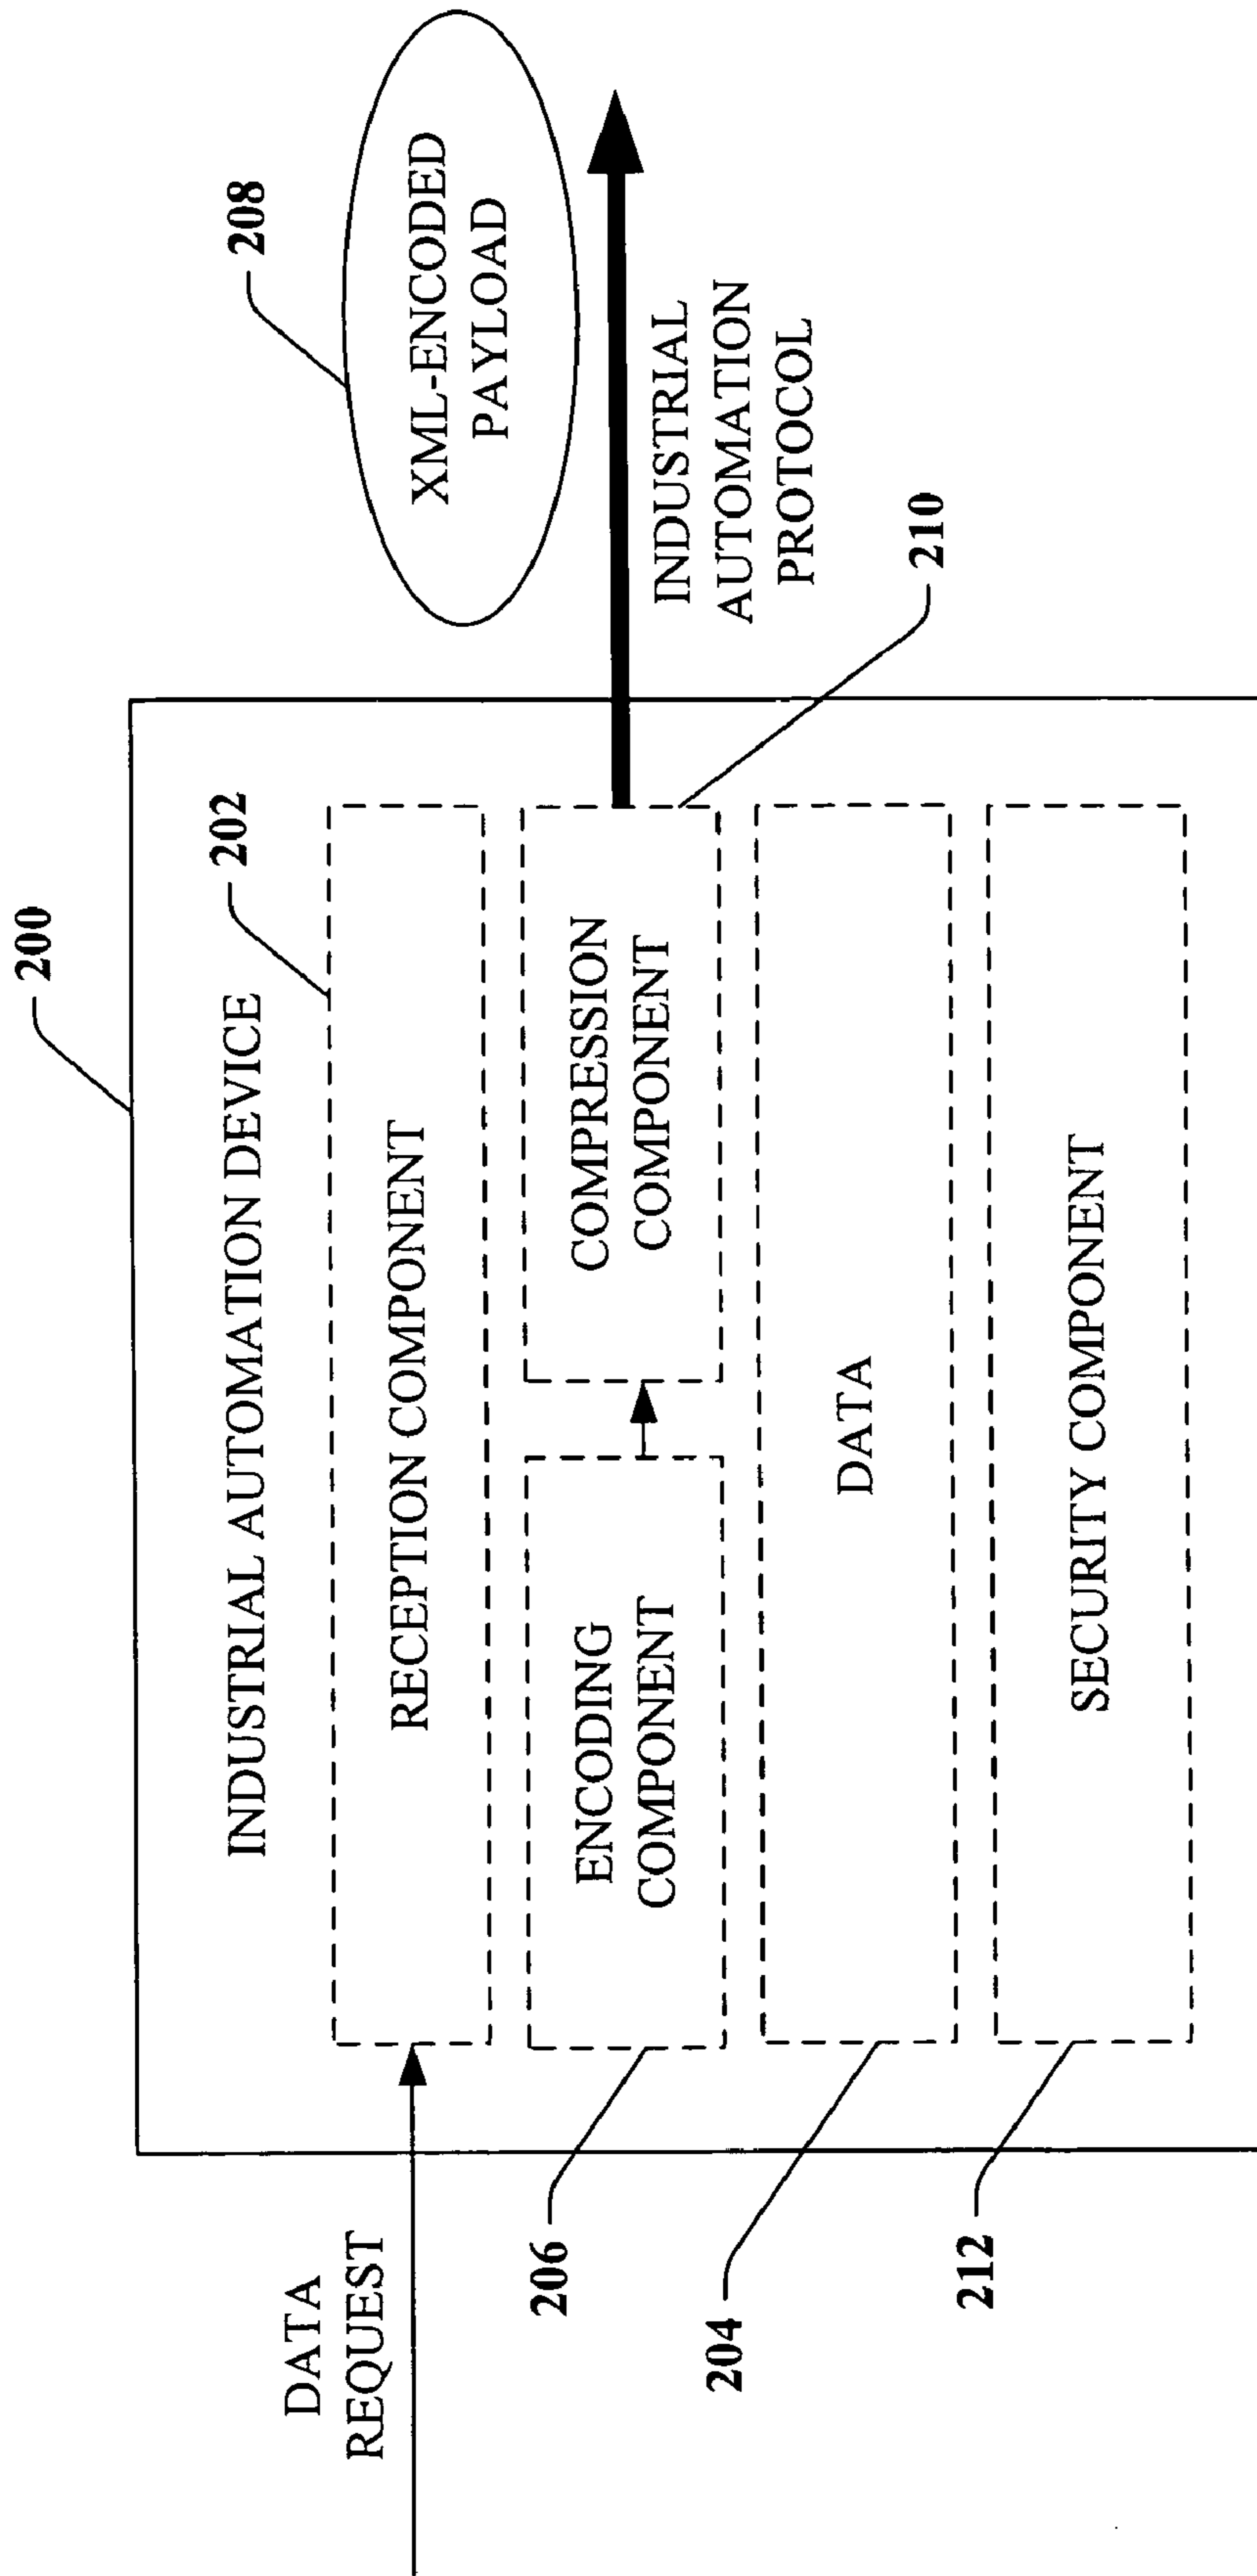 200
INDUSTRIAL AUTOMATION DEVICE
202
208
DATA
REQUEST
RECEPTION COMPONENT
XML-ENCODED
PAYLOAD
206
ENCODING
COMPONENT
COMPRESSION
COMPONENT
INDUSTRIAL
AUTOMATION
PROTOCOL
210
204
DATA
212
SECURITY COMPONENT